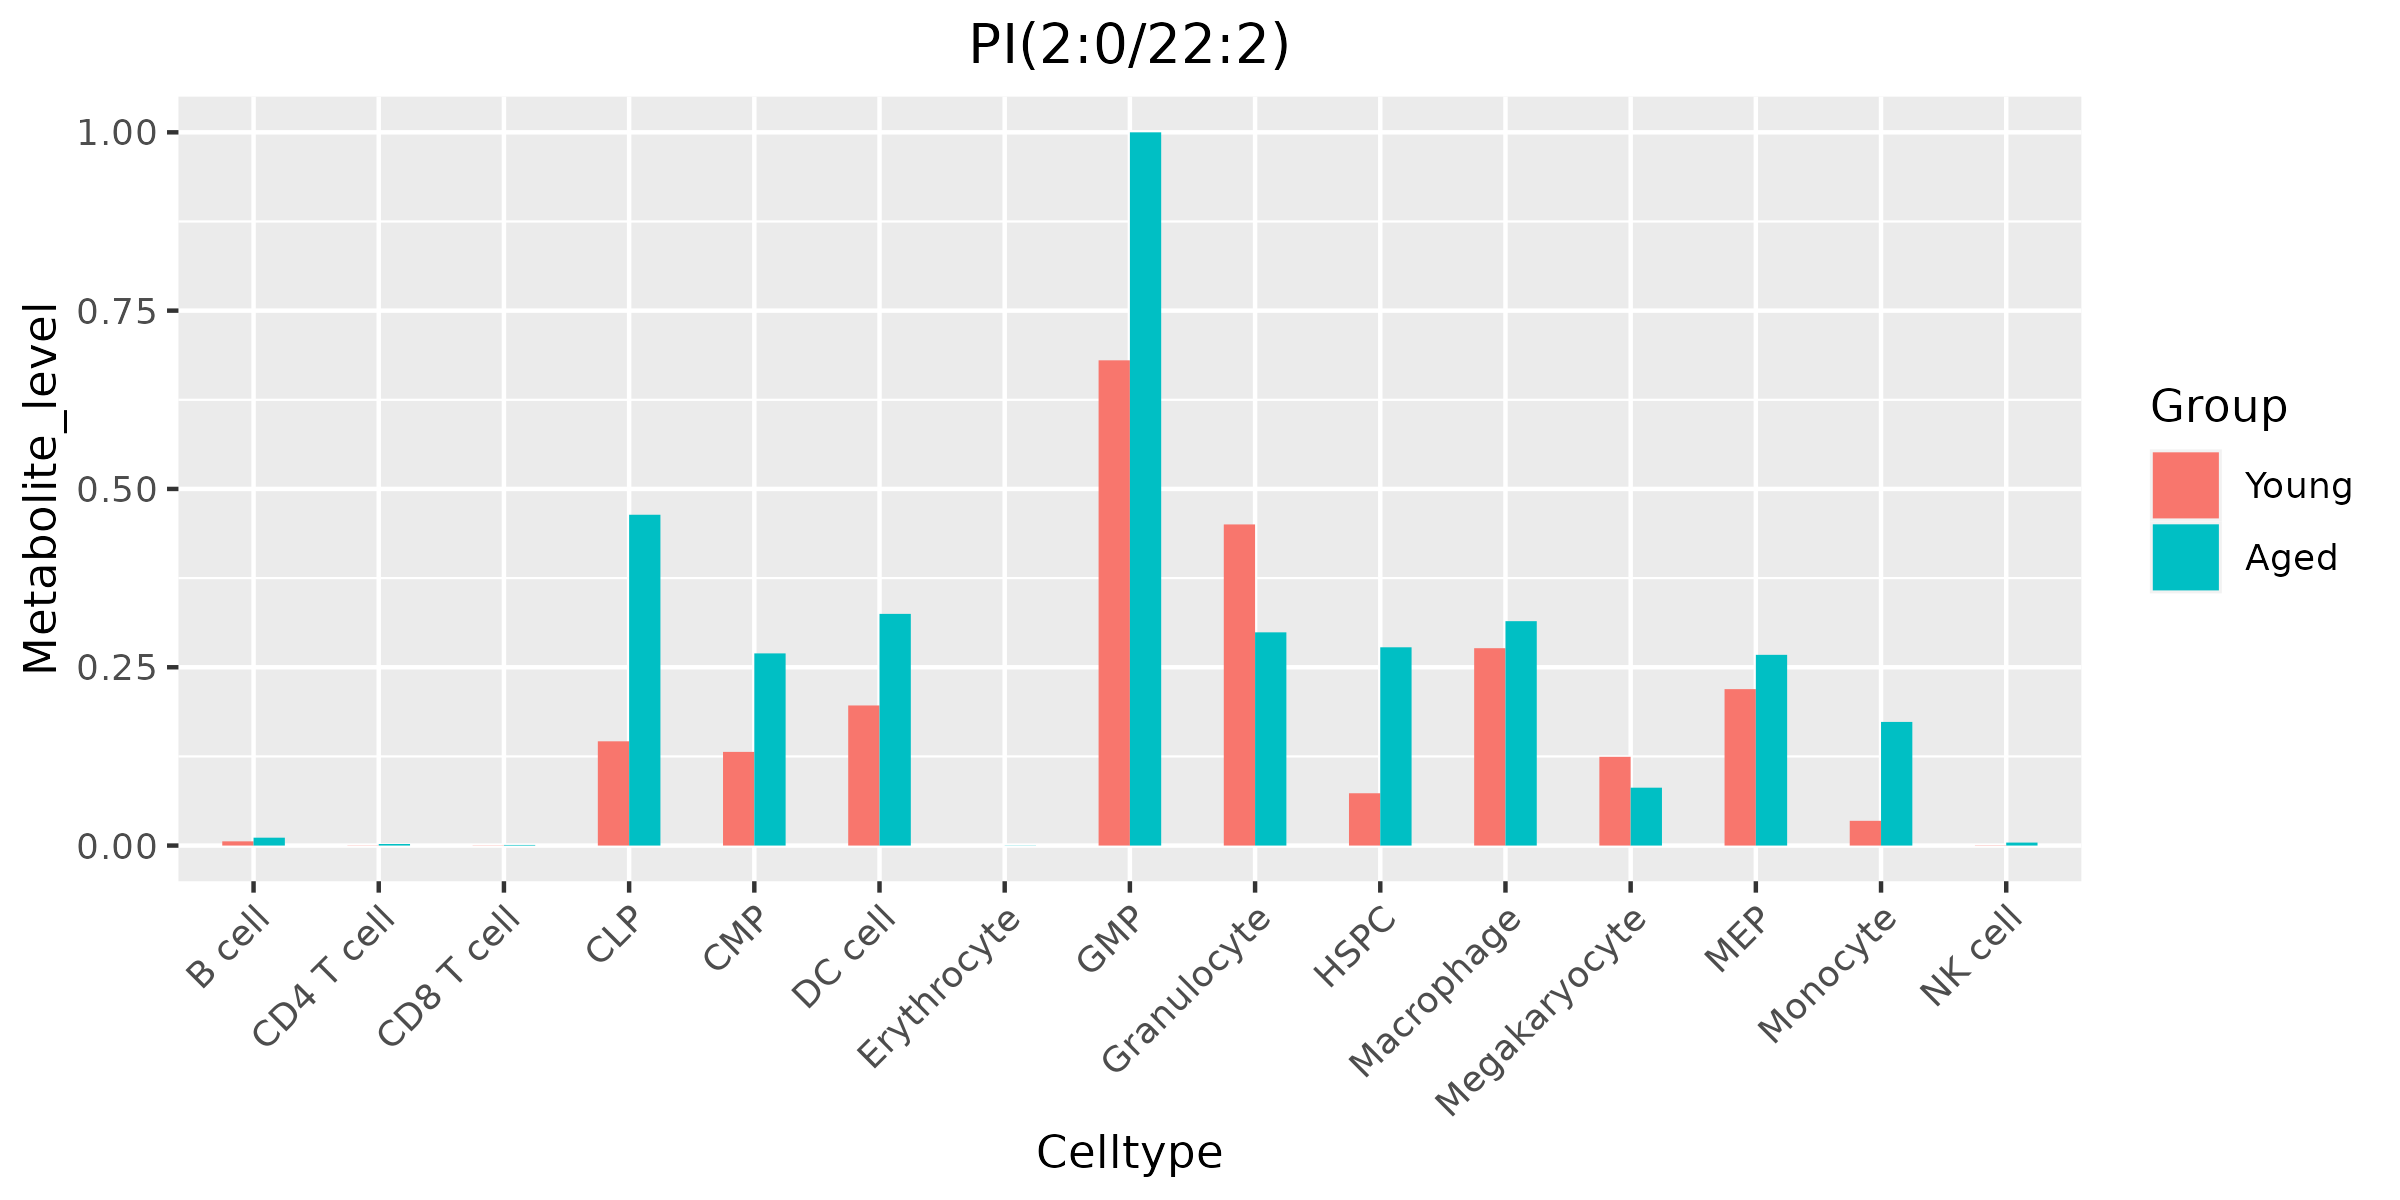 PI(2:0/22:2)
Metabolite_level
1.00
0.75
0.50
0.25
0.00
B cell
CD4 T cell
CD8 T cell
CLP
CMP
DC cell
Erythrocyte
GMP
Granulocyte
HSPC
Macrophage
Megakaryocyte
MEP
Monocyte
NK cell
Celltype
Group
Young
Aged